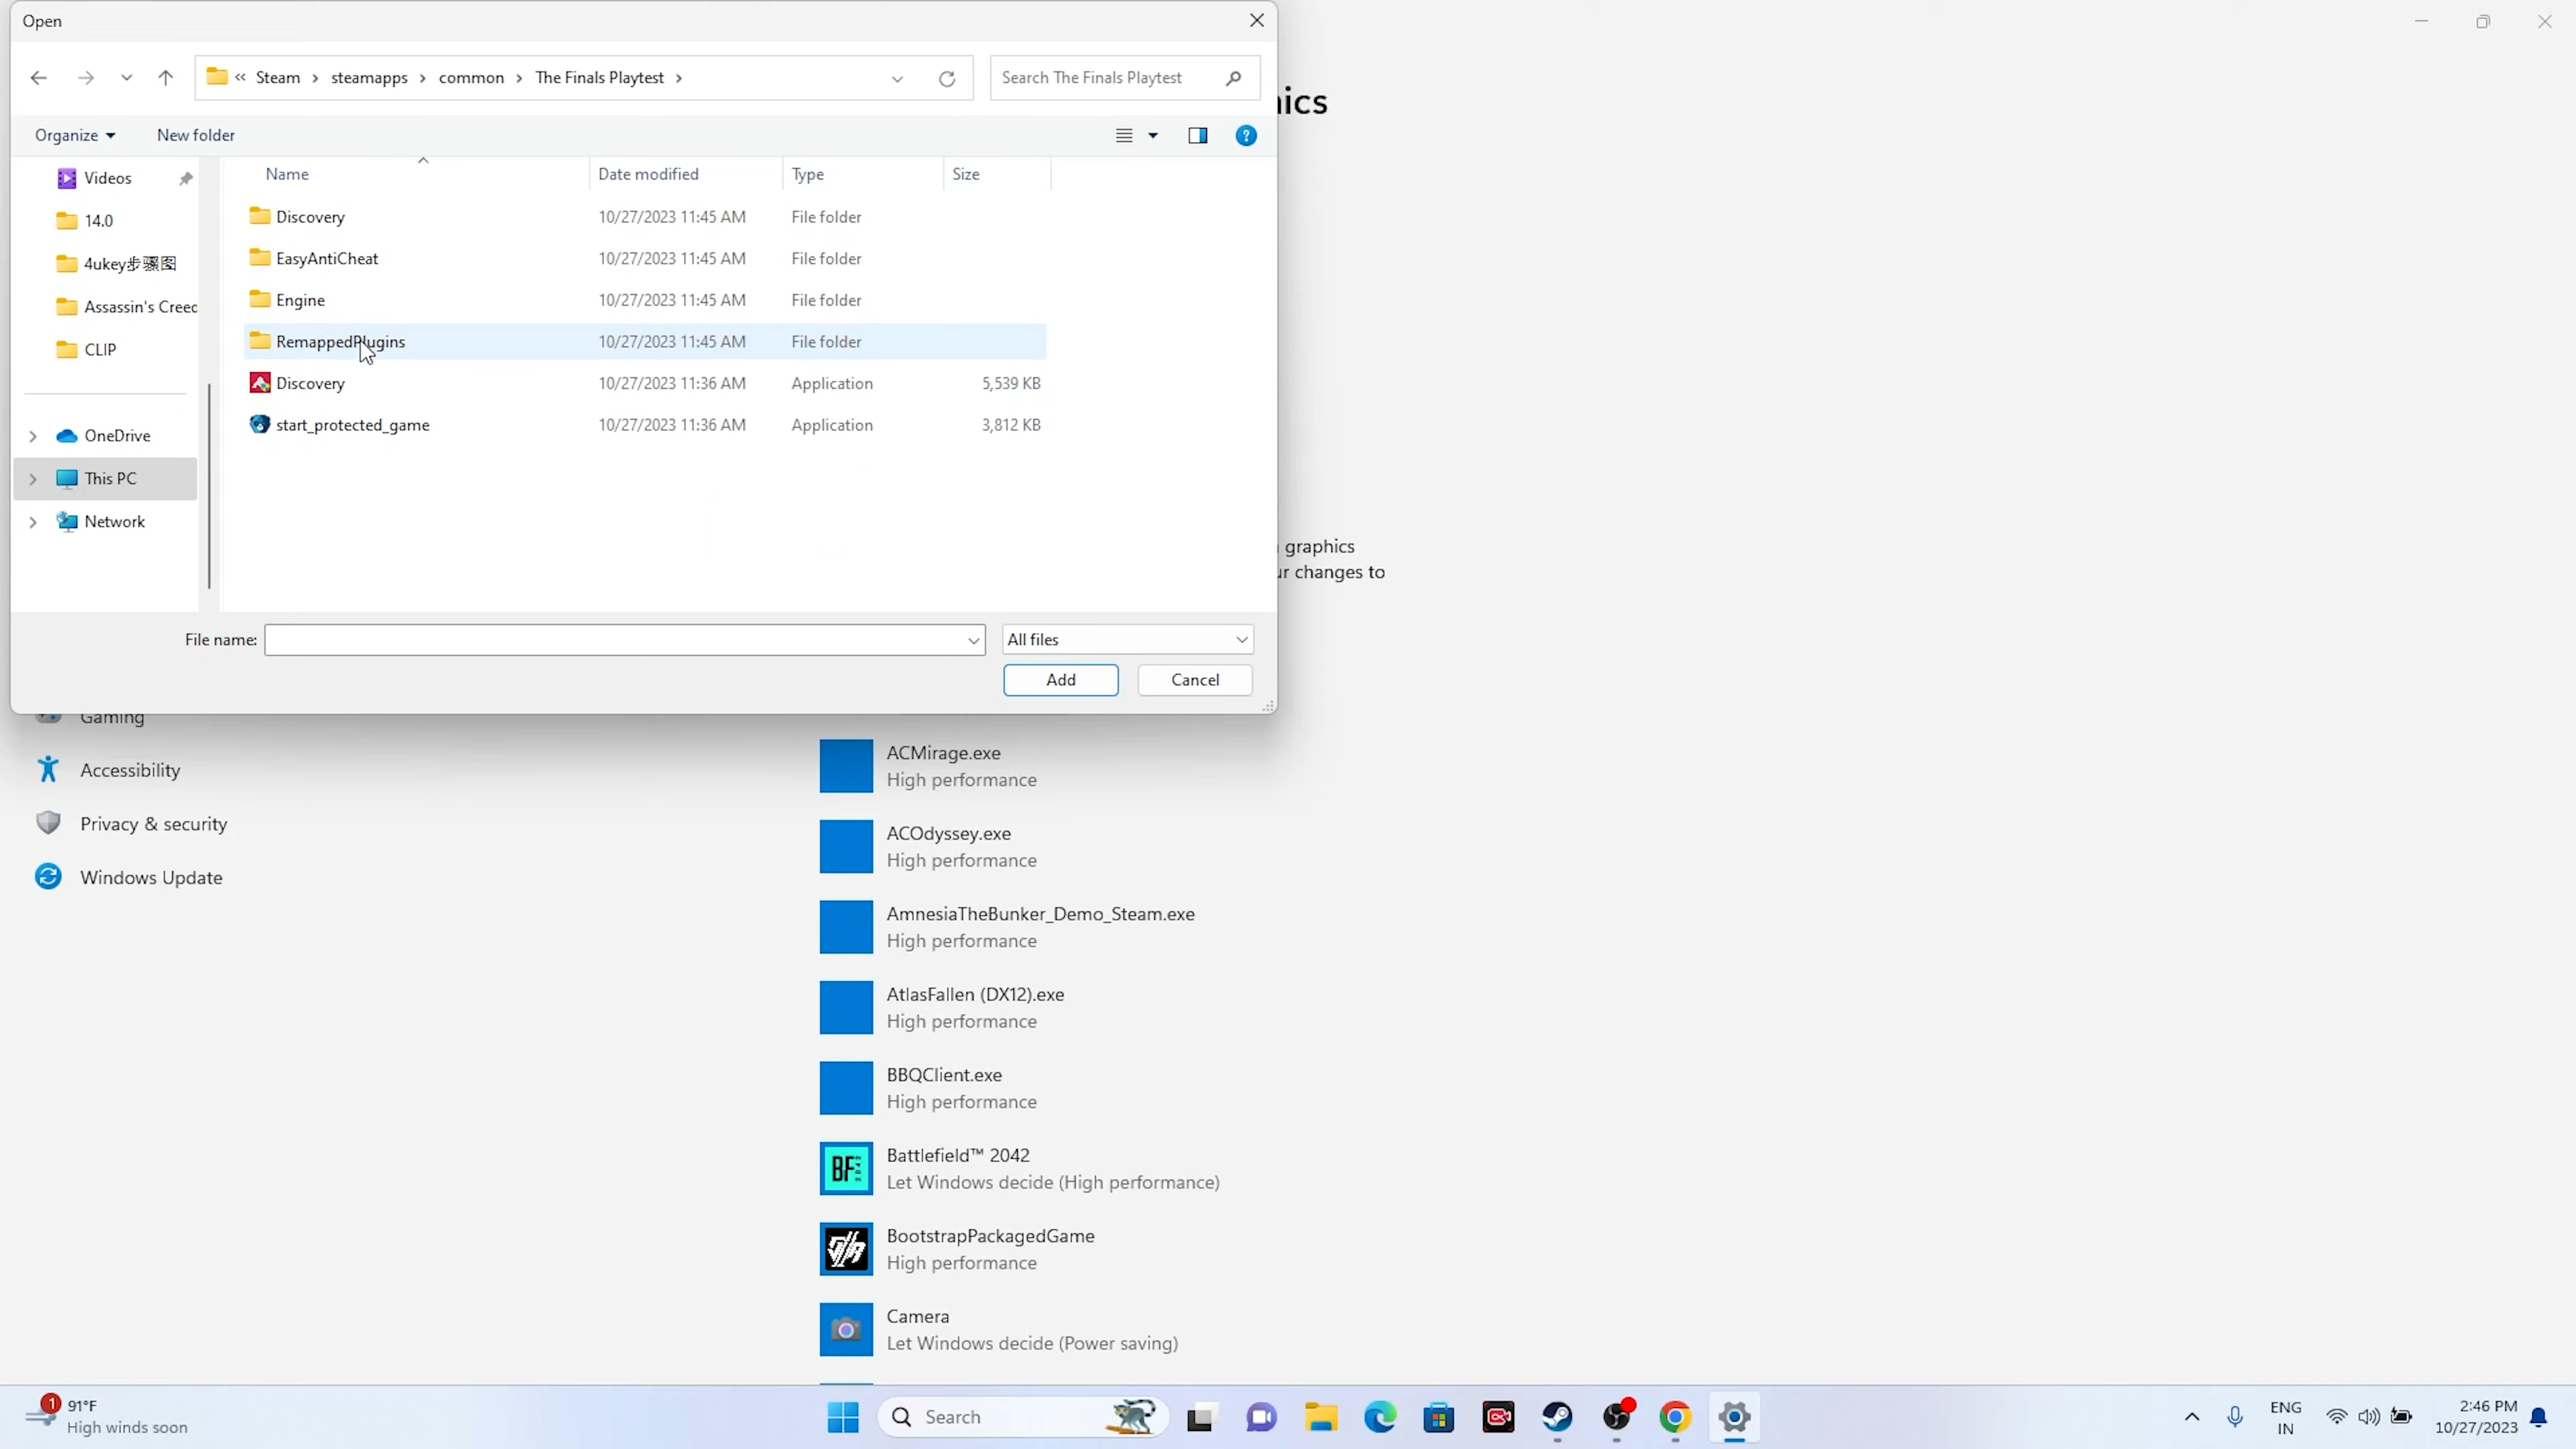 Open
Steam
steamapps
common
The Finals Playtest
Search The Finals Playtest
ics
Organize
New folder
Name
Date modified
Type
Size
Videos
14.0
4ukey步骤图
Assassin's Creed
CLIP
OneDrive
This PC
Network
Discovery 10/27/2023 11:45 AM File folder
EasyAntiCheat 10/27/2023 11:45 AM File folder
Engine 10/27/2023 11:45 AM File folder
RemappedPlugins 10/27/2023 11:45 AM File folder
Discovery 10/27/2023 11:36 AM Application 5,539 KB
start_protected_game 10/27/2023 11:36 AM Application 3,812 KB
graphics
ur changes to
File name:
All files
Add
Cancel
Gaming
Accessibility
Privacy & security
Windows Update
ACMirage.exe
High performance
ACOdyssey.exe
High performance
AmnesiaTheBunker_Demo_Steam.exe
High performance
AtlasFallen (DX12).exe
High performance
BBQClient.exe
High performance
BF
2042
Battlefield™ 2042
Let Windows decide (High performance)
BootstrapPackagedGame
High performance
Camera
Let Windows decide (Power saving)
1
91°F
High winds soon
Search
ENG
IN
2:46 PM
10/27/2023